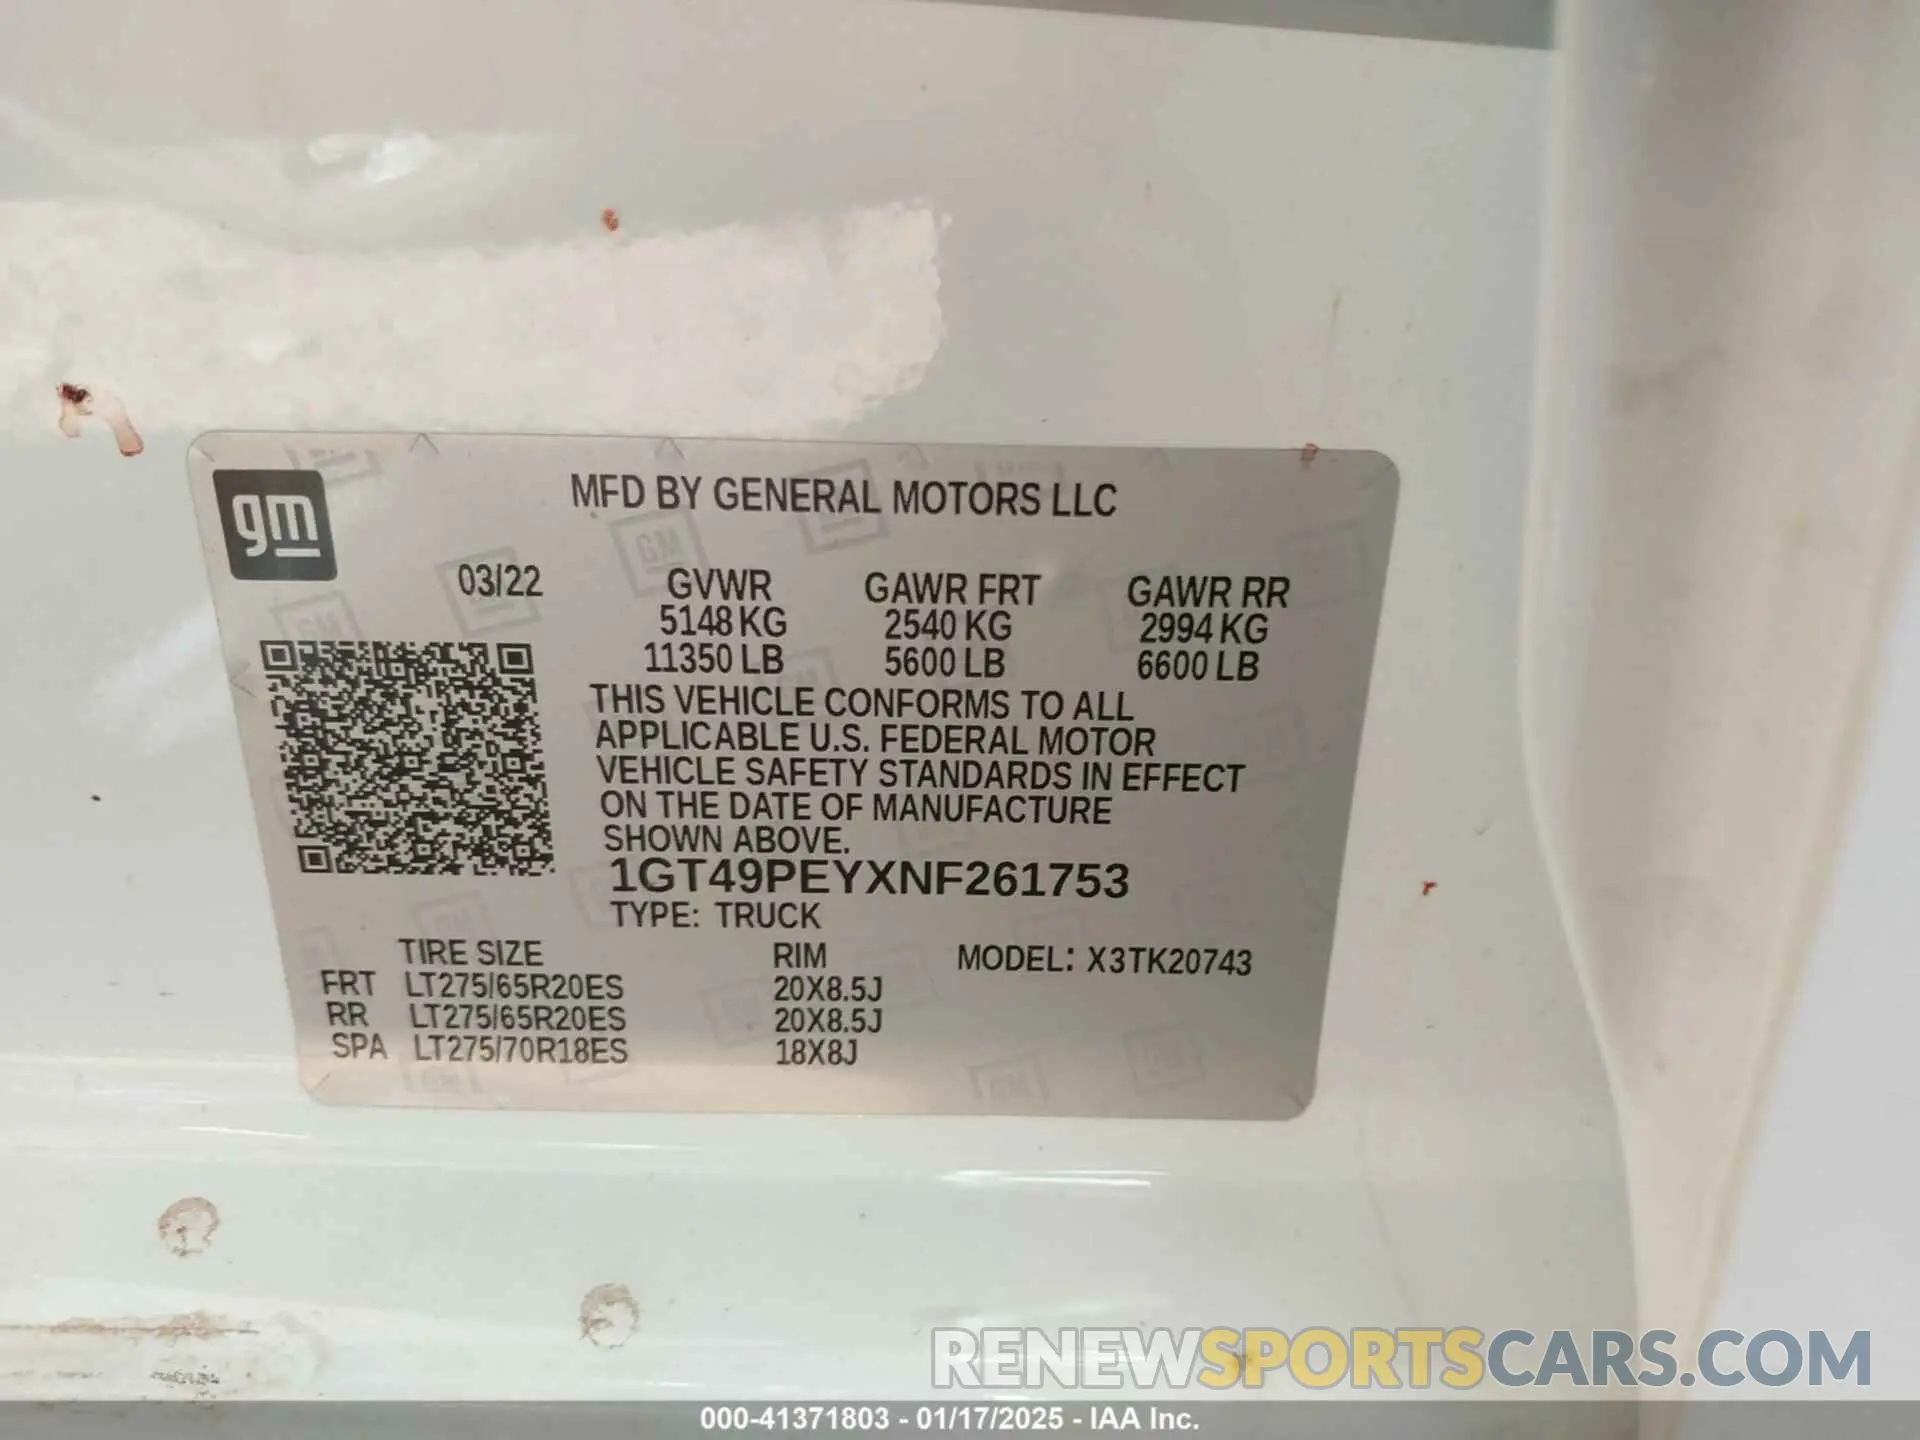 gm
MFD BY GENERAL MOTORS LLC
03/22 GVWR GAWR FRT GAWR RR
5148 KG 2540 KG 2994 KG
11350 LB 5600 LB 6600 LB
THIS VEHICLE CONFORMS TO ALL
APPLICABLE U.S. FEDERAL MOTOR
VEHICLE SAFETY STANDARDS IN EFFECT
ON THE DATE OF MANUFACTURE
SHOWN ABOVE.
1GT49PEYXNF261753
TYPE: TRUCK
TIRE SIZE RIM MODEL: X3TK20743
FRT LT275/65R20ES 20X8.5J
RR LT275/65R20ES 20X8.5J
SPA LT275/70R18ES 18X8J
RENEWSPORTSCARS.COM
000-41371803 - 01/17/2025 - IAA Inc.